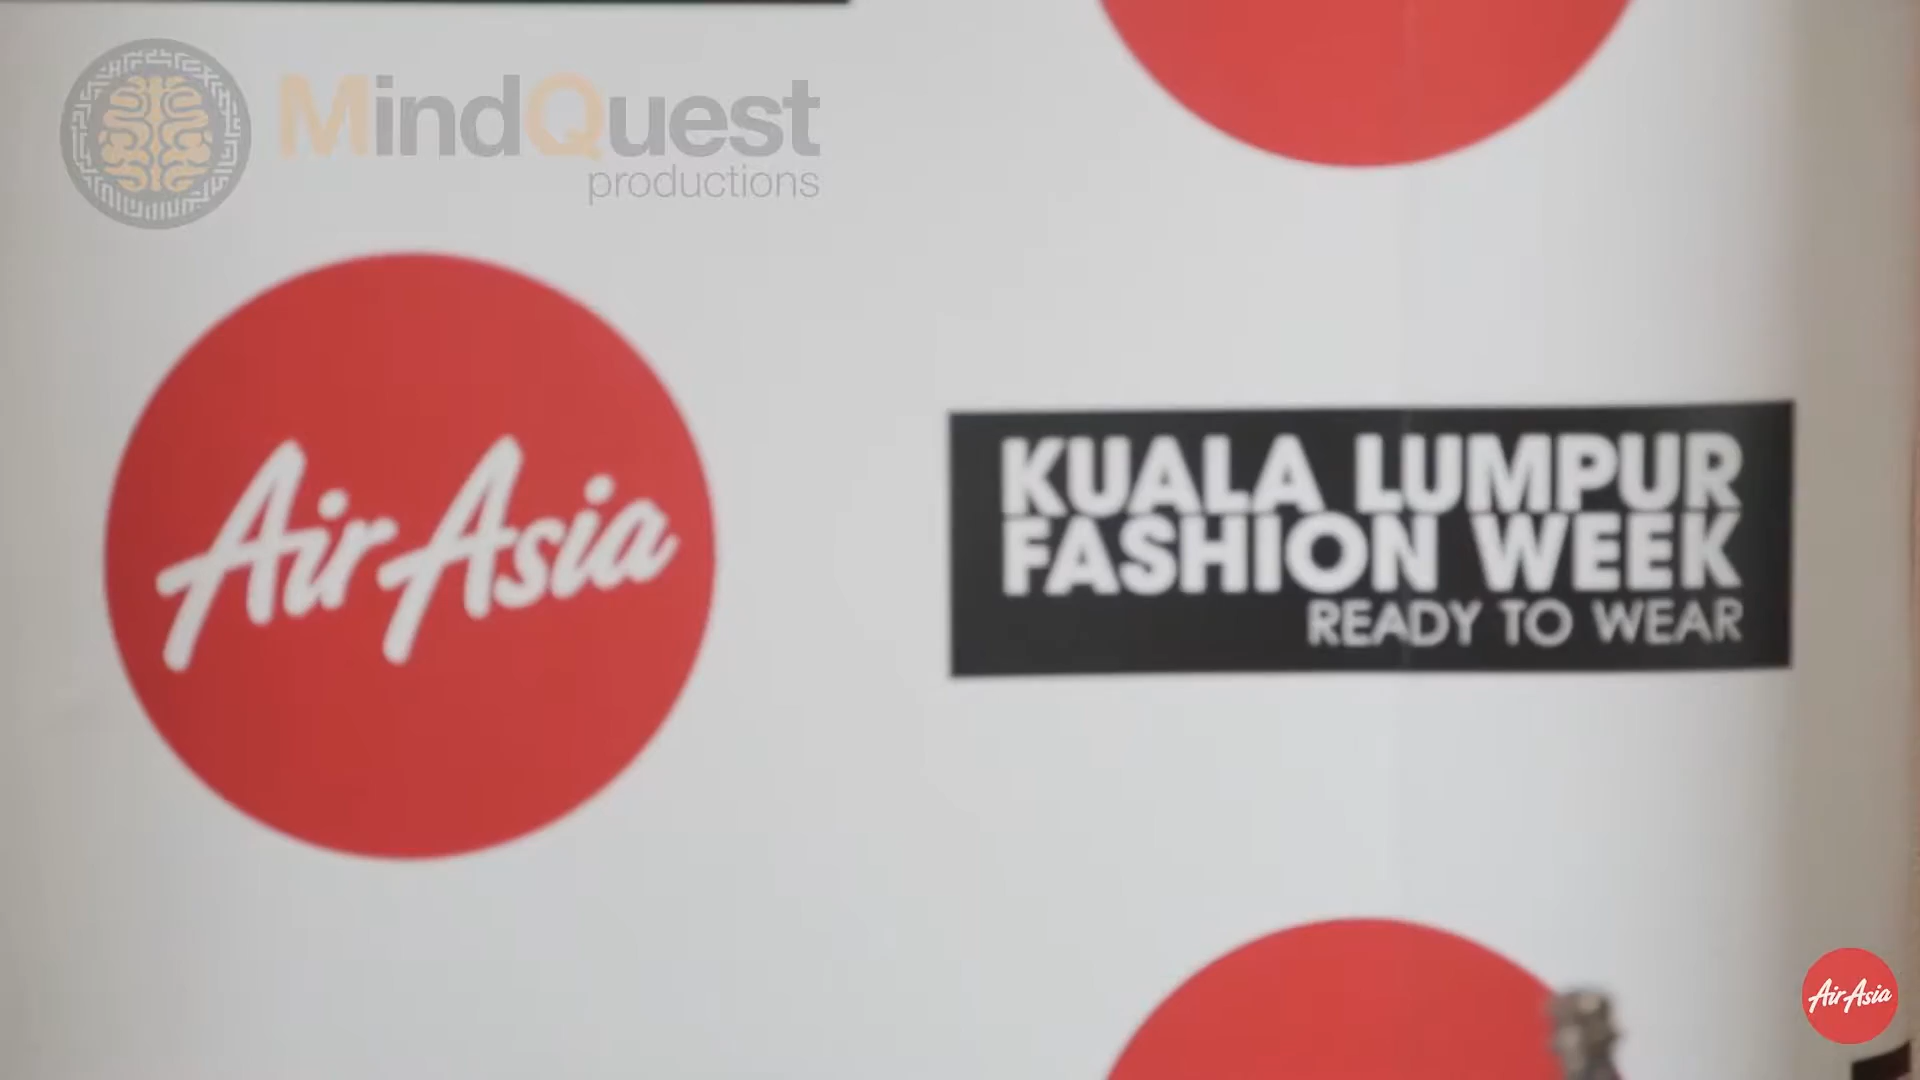 MindQuest
productions
AirAsia
KUALA LUMPUR
FASHION WEEK
READY TO WEAR
AirAsia